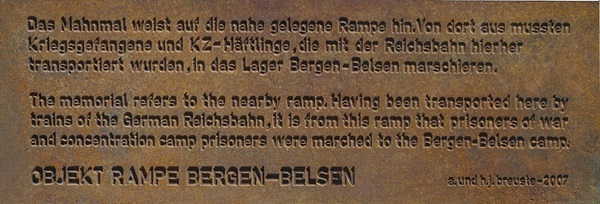 Das Mahnmal weist auf die nahe gelegene Rampe hin. Von dort aus mussten
Kriegsgefangene und KZ-Häftlinge, die mit der Reichsbahn hierher
transportiert wurden, in das Lager Bergen-Belsen marschieren.
The memorial refers to the nearby ramp. Having been transported here by
trains of the German Reichsbahn, it is from this ramp that prisoners of war
and concentration camp prisoners were marched to the Bergen-Belsen camp.
OBJEKT RAMPE BERGEN-BELSEN
a. und h.j. breuste-2007